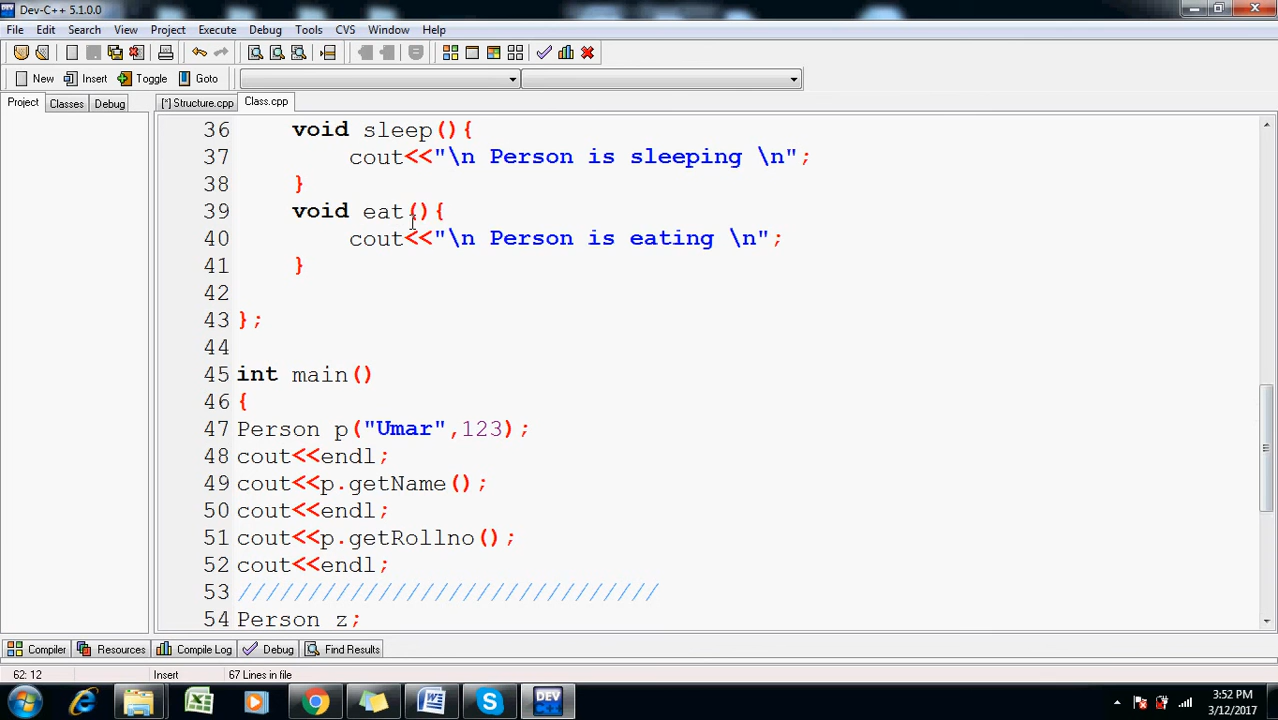 Dev-C++ 5.1.0.0
File Edit Search View Project Execute Debug Tools CVS Window Help
New Insert Toggle Goto
Project Classes Debug [*] Structure.cpp Class.cpp
36 void sleep(){
37 cout<<"\n Person is sleeping \n";
38 }
39 void eat(){
40 cout<<"\n Person is eating \n";
41 }
42
43 };
44
45 int main()
46 {
47 Person p("Umar",123);
48 cout<<endl;
49 cout<<p.getName();
50 cout<<endl;
51 cout<<p.getRollno();
52 cout<<endl;
53 //////////////////////////////
54 Person z;
Compiler Resources Compile Log Debug Find Results
62: 12 Insert 67 Lines in file
3:52 PM
3/12/2017